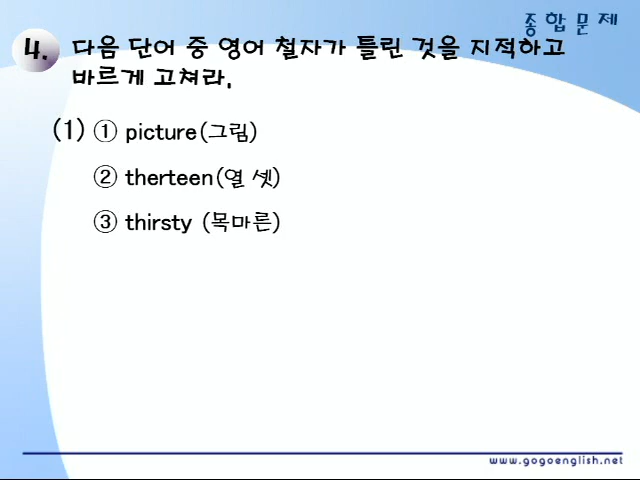 종합문제
4. 다음 단어 중 영어 철자가 틀린 것을 지적하고
바르게 고쳐라.
(1) ① picture(그림)
② therteen(열 셋)
③ thirsty (목마른)
www.gogoenglish.net